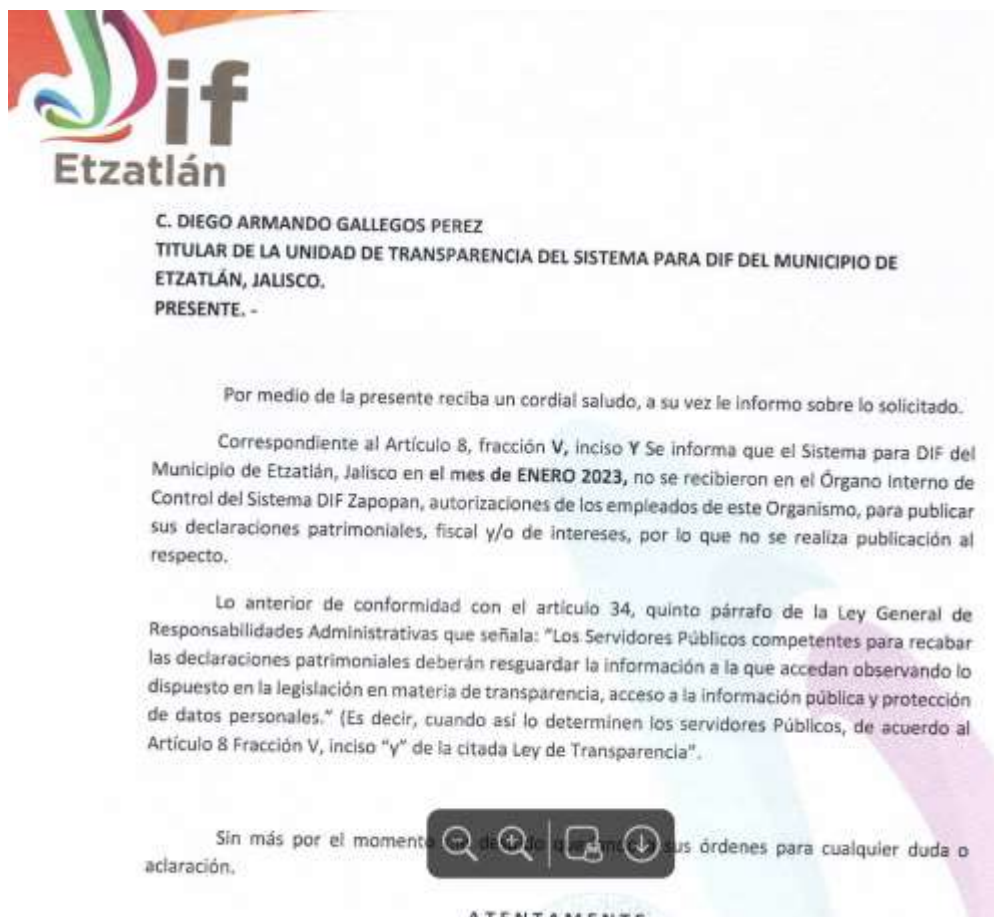 Dif
Etzatlán
C. DIEGO ARMANDO GALLEGOS PEREZ
TITULAR DE LA UNIDAD DE TRANSPARENCIA DEL SISTEMA PARA DIF DEL MUNICIPIO DE
ETZATLÁN, JALISCO.
PRESENTE. -
Por medio de la presente reciba un cordial saludo, a su vez le informo sobre lo solicitado.
Correspondiente al Artículo 8, fracción V, inciso Y Se informa que el Sistema para DIF del
Municipio de Etzatlán, Jalisco en el mes de ENERO 2023, no se recibieron en el Órgano Interno de
Control del Sistema DIF Zapopan, autorizaciones de los empleados de este Organismo, para publicar
sus declaraciones patrimoniales, fiscal y/o de intereses, por lo que no se realiza publicación al
respecto.
Lo anterior de conformidad con el artículo 34, quinto párrafo de la Ley General de
Responsabilidades Administrativas que señala: "Los Servidores Públicos competentes para recabar
las declaraciones patrimoniales deberán resguardar la información a la que accedan observando lo
dispuesto en la legislación en materia de transparencia, acceso a la información pública y protección
de datos personales." (Es decir, cuando así lo determinen los servidores Públicos, de acuerdo al
Artículo 8 Fracción V, inciso "y" de la citada Ley de Transparencia".
Sin más por el momento sus órdenes para cualquier duda o
aclaración.
ATENTAMENTE